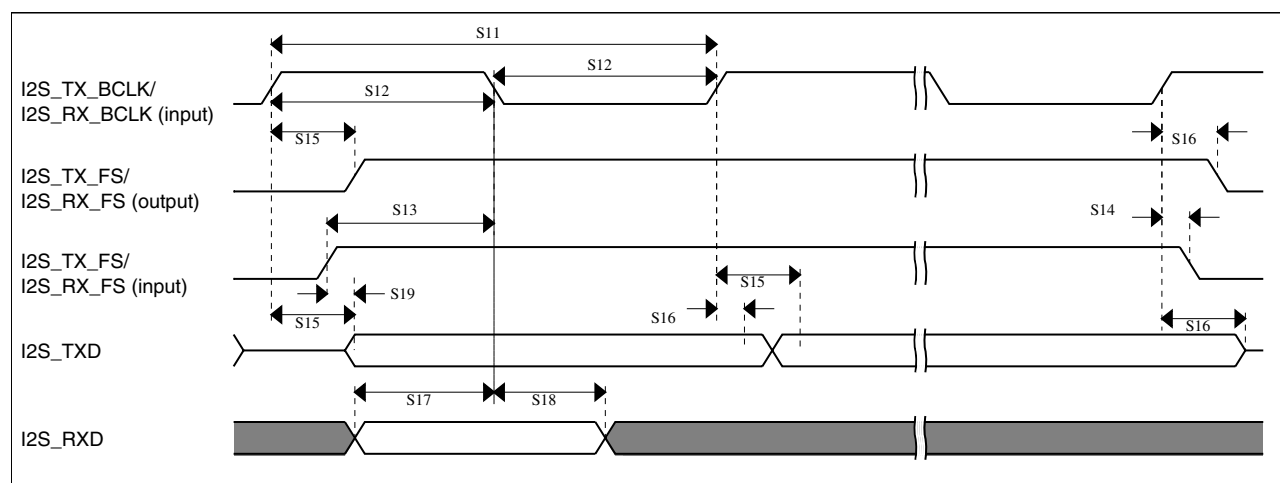 S11
S12
I2S_TX_BCLK/
I2S_RX_BCLK (input)
S12
S15
S16
I2S_TX_FS/
I2S_RX_FS (output)
S13
S14
I2S_TX_FS/
I2S_RX_FS (input)
S15
S19
S15
S16
S16
I2S_TXD
S17
S18
I2S_RXD